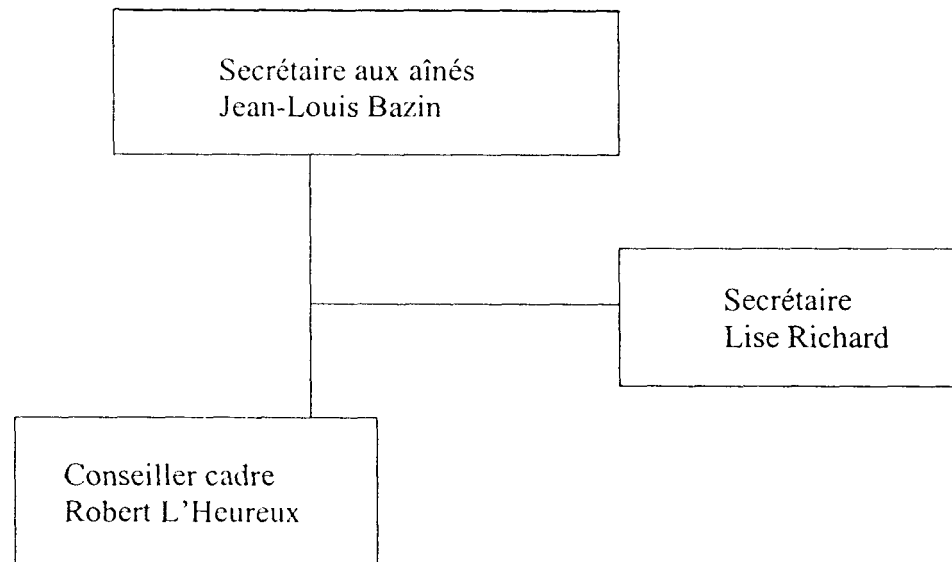 Secrétaire aux aînés
Jean-Louis Bazin
Secrétaire
Lise Richard
Conseiller cadre
Robert L'Heureux